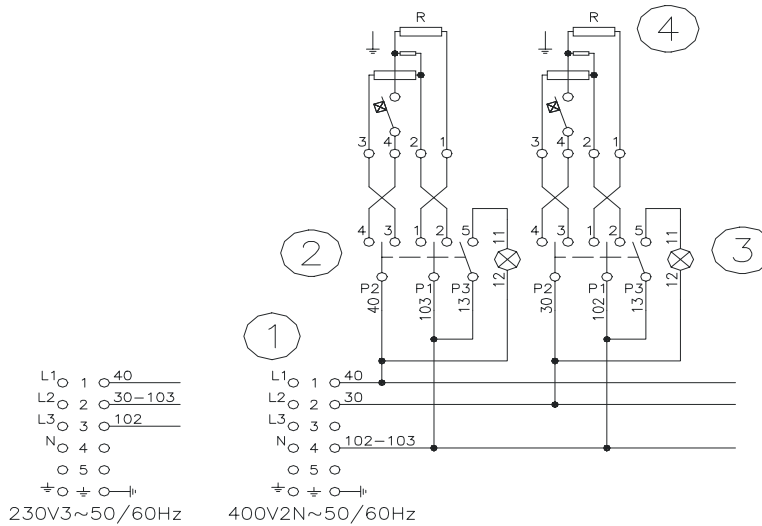 R R 4
3 4 2 1 3 4 2 1
4 3 1 2 5 11 4 3 1 2 5 11
2 3
P2 P1 P3 12 P2 P1 P3 12
40 103 13 30 102 13
1
L1 1 40 L1 1 40
L2 2 30-103 L2 2 30
L3 3 102 L3 3
N 4 N 4 102-103
5 5
230V3~50/60Hz 400V2N~50/60Hz